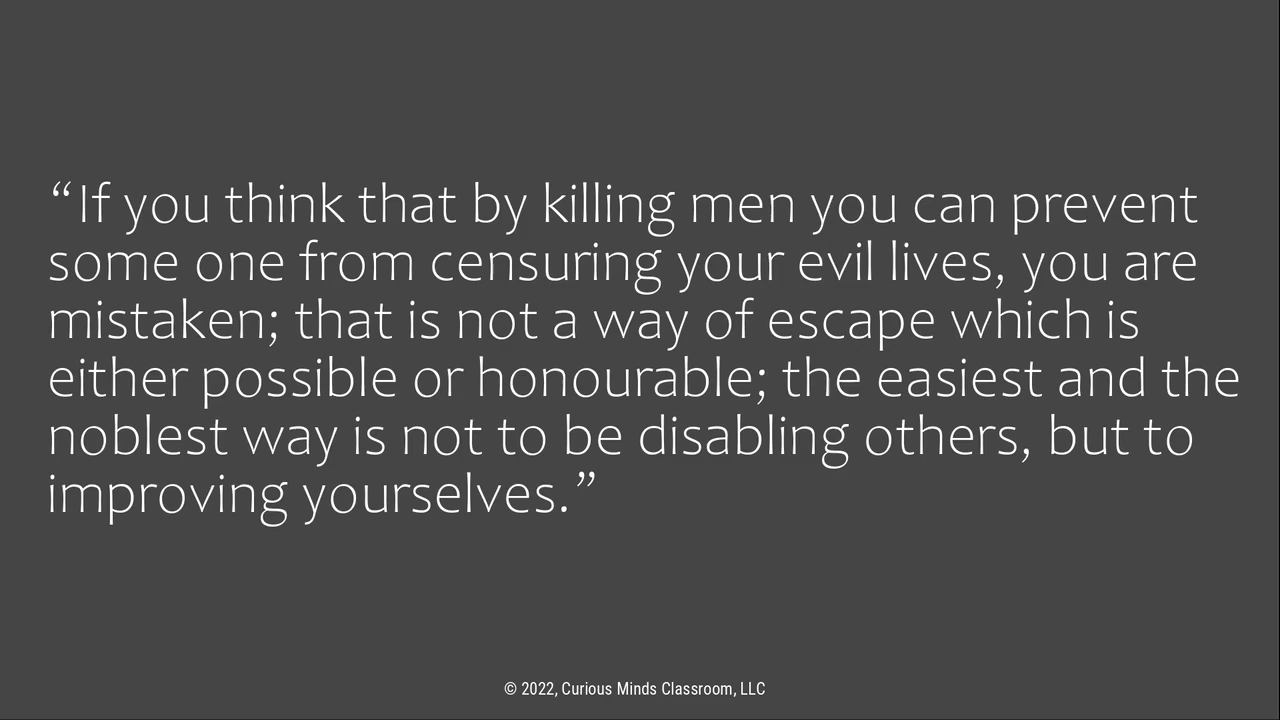 “If you think that by killing men you can prevent
some one from censuring your evil lives, you are
mistaken; that is not a way of escape which is
either possible or honourable; the easiest and the
noblest way is not to be disabling others, but to
improving yourselves.”
© 2022, Curious Minds Classroom, LLC